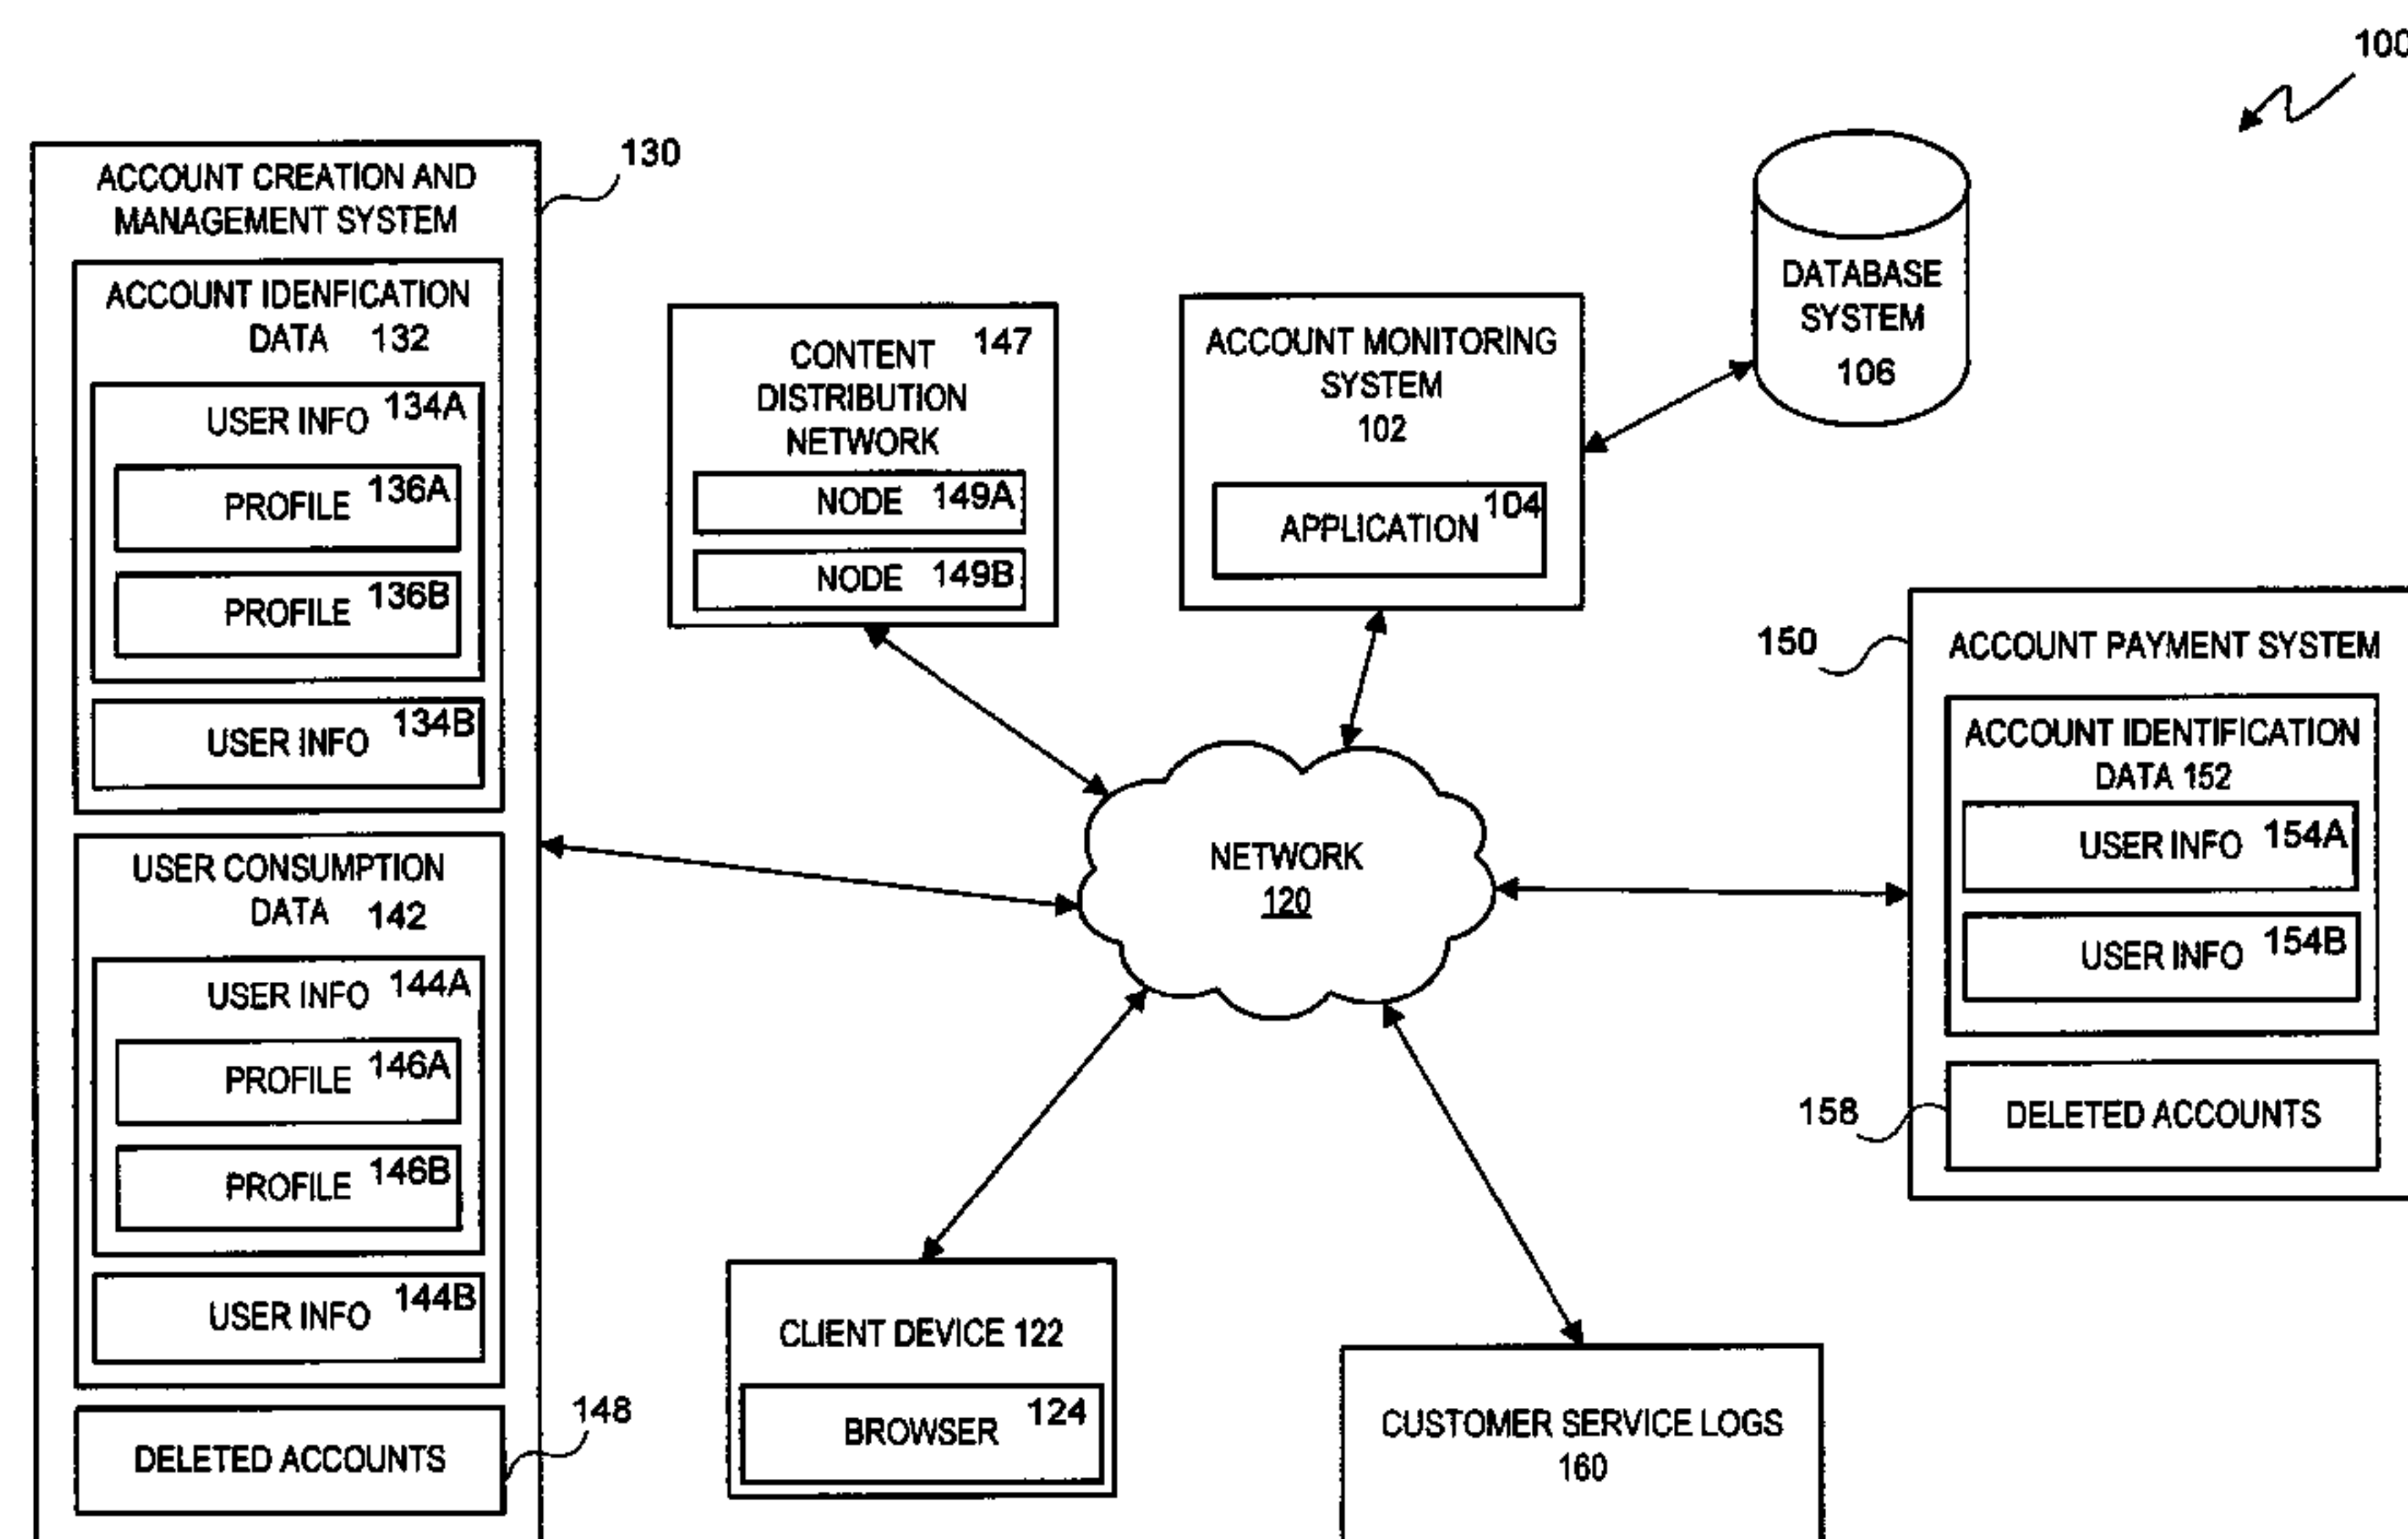 100
130
ACCOUNT CREATION AND
MANAGEMENT SYSTEM
ACCOUNT IDENFICATION
DATA 132
USER INFO 134A
PROFILE 136A
PROFILE 136B
USER INFO 134B
USER CONSUMPTION
DATA 142
USER INFO 144A
PROFILE 146A
PROFILE 146B
USER INFO 144B
DELETED ACCOUNTS
148
CONTENT 147
DISTRIBUTION
NETWORK
NODE 149A
NODE 149B
ACCOUNT MONITORING
SYSTEM
102
APPLICATION 104
DATABASE
SYSTEM
106
NETWORK
120
150
ACCOUNT PAYMENT SYSTEM
ACCOUNT IDENTIFICATION
DATA 152
USER INFO 154A
USER INFO 154B
158
DELETED ACCOUNTS
CLIENT DEVICE 122
BROWSER 124
CUSTOMER SERVICE LOGS
160